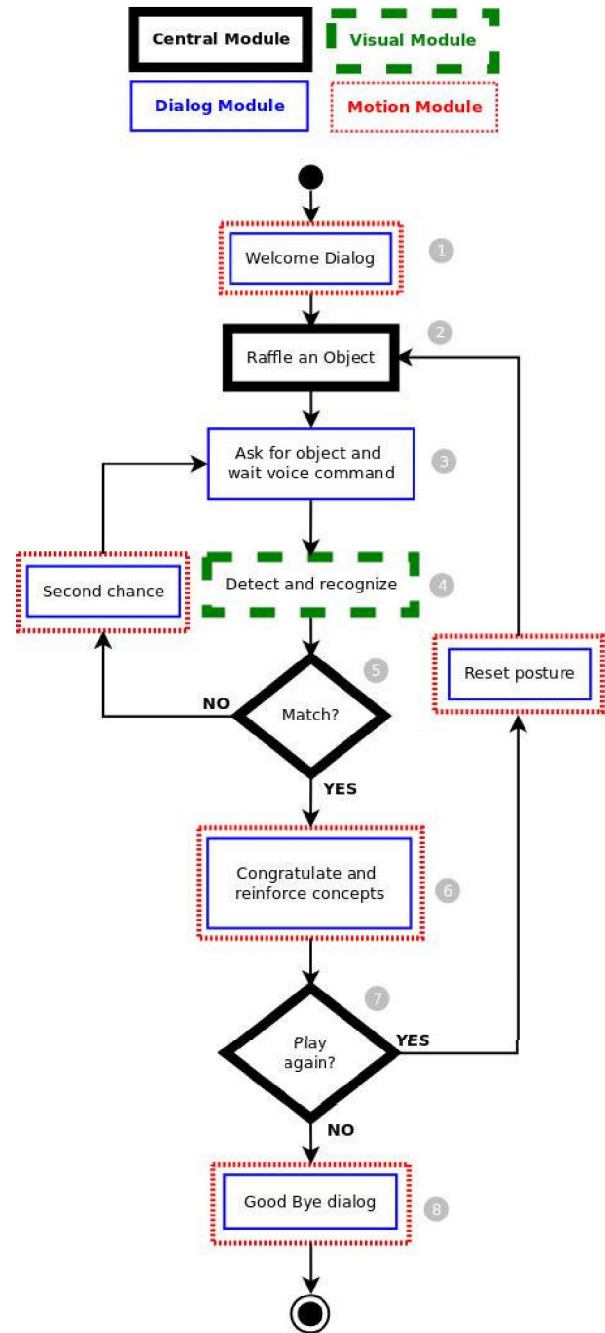 Central Module
Visual Module
Dialog Module
Motion Module
Welcome Dialog
1
Raffle an Object
2
Ask for object and
wait voice command
3
Second chance
Detect and recognize
4
Reset posture
Match?
5
NO
YES
Congratulate and
reinforce concepts
6
Play
again?
7
YES
NO
Good Bye dialog
8